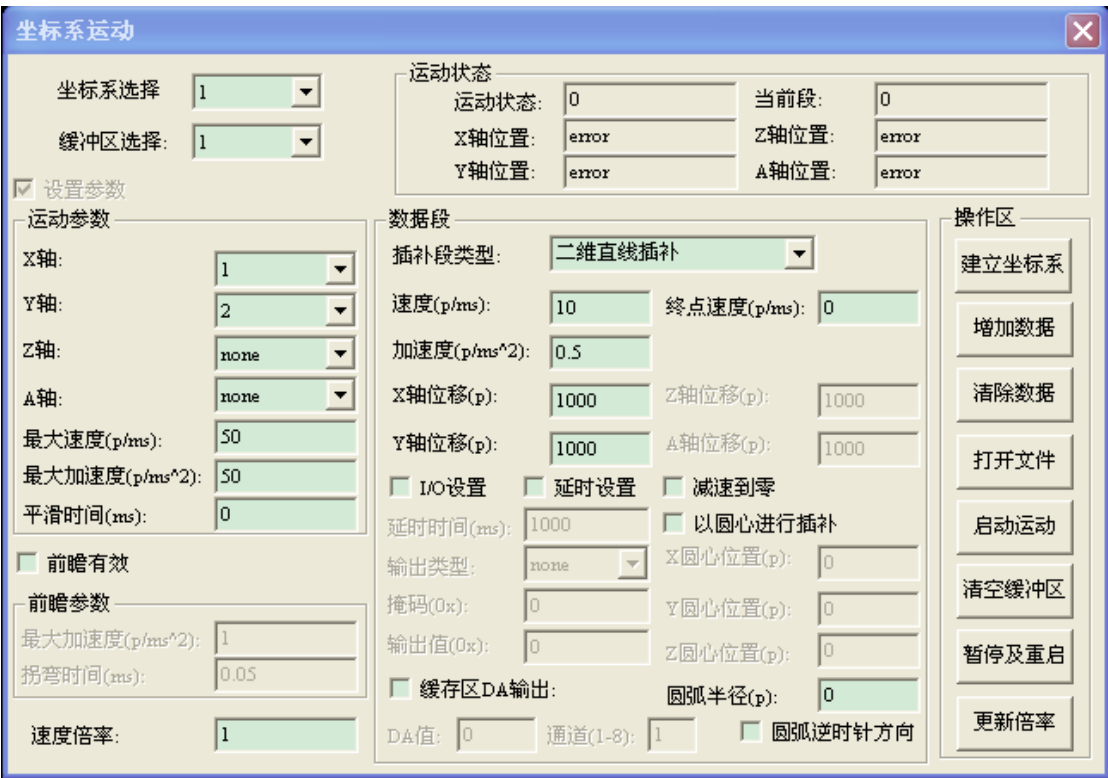 坐标系运动
坐标系选择 1
缓冲区选择: 1
设置参数
运动状态
运动状态: 0 当前段: 0
X轴位置: error Z轴位置: error
Y轴位置: error A轴位置: error
运动参数
X轴: 1
Y轴: 2
Z轴: none
A轴: none
最大速度(p/ms): 50
最大加速度(p/ms^2): 50
平滑时间(ms): 0
前瞻有效
前瞻参数
最大加速度(p/ms^2): 1
拐弯时间(ms): 0.05
速度倍率: 1
数据段
插补段类型: 二维直线插补
速度(p/ms): 10 终点速度(p/ms): 0
加速度(p/ms^2): 0.5
X轴位移(p): 1000 Z轴位移(p): 1000
Y轴位移(p): 1000 A轴位移(p): 1000
I/O设置 延时设置 减速到零
延时时间(ms): 1000 以圆心进行插补
输出类型: none X圆心位置(p): 0
掩码(0x): 0 Y圆心位置(p): 0
输出值(0x): 0 Z圆心位置(p): 0
缓存区DA输出: 圆弧半径(p): 0
DA值: 0 通道(1-8): 1 圆弧逆时针方向
操作区
建立坐标系
增加数据
清除数据
打开文件
启动运动
清空缓冲区
暂停及重启
更新倍率